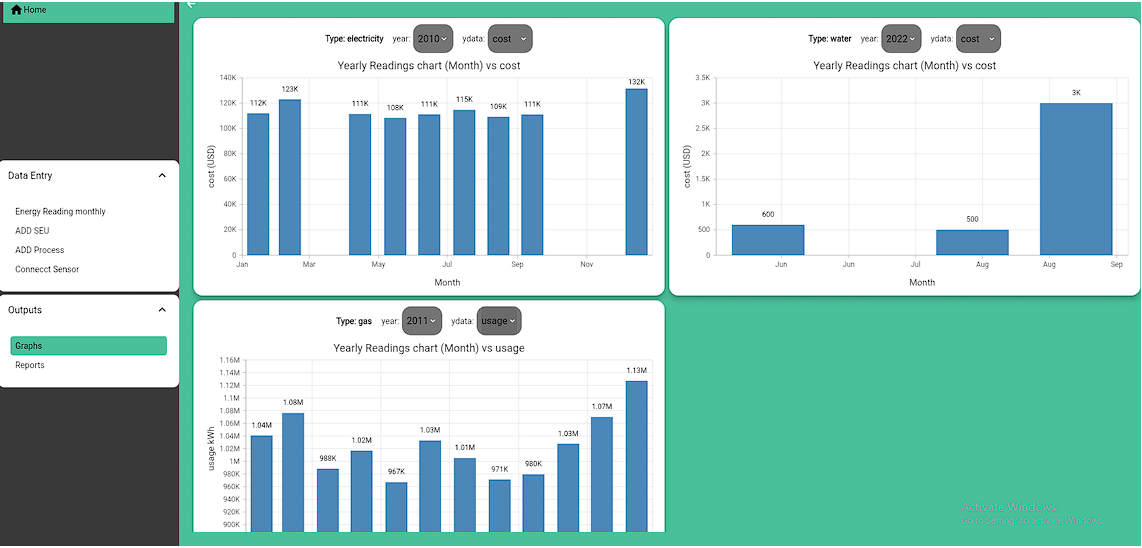 Home
Data Entry
Energy Reading monthly
ADD SEU
ADD Process
Connecct Sensor
Outputs
Graphs
Reports
Type: electricity year: 2010 ydata: cost
Yearly Readings chart (Month) vs cost
140K
120K
100K
80K
60K
40K
20K
0
cost (USD)
112K 123K 111K 108K 111K 115K 109K 111K 132K
Jan Mar May Jul Sep Nov
Month
Type: water year: 2022 ydata: cost
Yearly Readings chart (Month) vs cost
3.5K
3K
2.5K
2K
1.5K
1K
500
0
cost (USD)
600 500 3K
Jun Jun Jul Aug Aug Sep
Month
Type: gas year: 2011 ydata: usage
Yearly Readings chart (Month) vs usage
1.16M
1.14M
1.12M
1.1M
1.08M
1.06M
1.04M
1.02M
1M
980K
960K
940K
920K
900K
usage kWh
1.04M 1.08M 988K 1.02M 967K 1.03M 1.01M 971K 980K 1.03M 1.07M 1.13M
Activate Windows
Go to Settings to activate Windows.